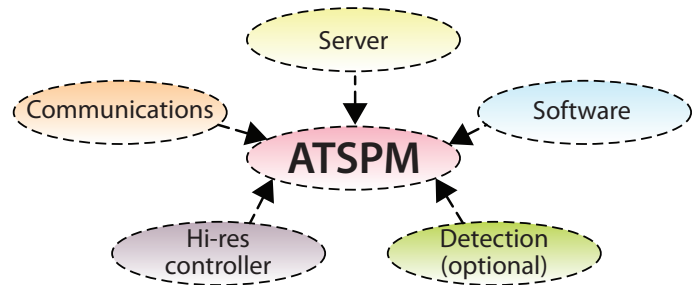 Server
Communications
Software
ATSPM
Hi-res
controller
Detection
(optional)